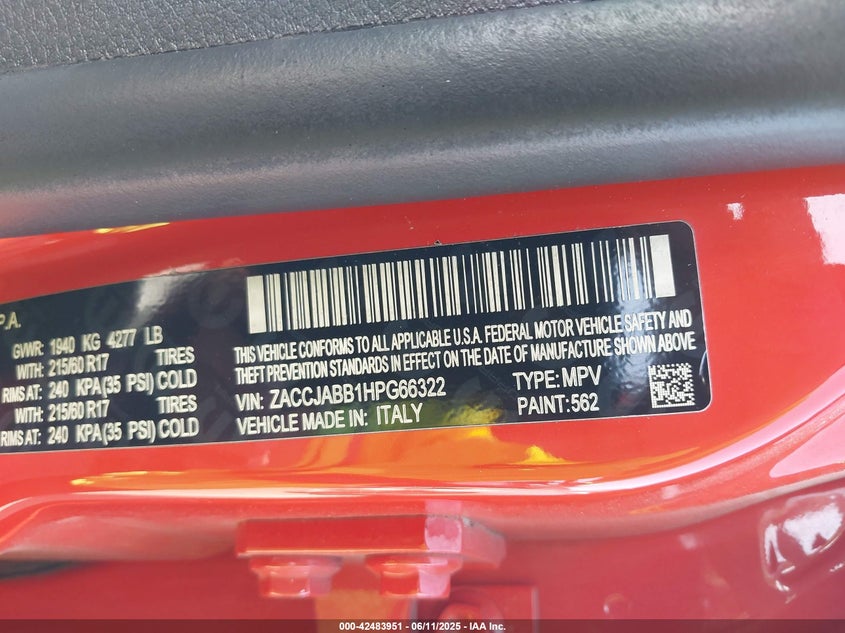 P.A.
GVWR: 1940 KG 4277 LB
WITH: 215/60 R17 TIRES
RIMS AT: 240 KPA(35 PSI) COLD
WITH: 215/60 R17 TIRES
RIMS AT: 240 KPA(35 PSI) COLD
THIS VEHICLE CONFORMS TO ALL APPLICABLE U.S.A. FEDERAL MOTOR VEHICLE SAFETY AND
THEFT PREVENTION STANDARDS IN EFFECT ON THE DATE OF MANUFACTURE SHOWN ABOVE
VIN: ZACCJABB1HPG66322 TYPE: MPV
VEHICLE MADE IN: ITALY PAINT: 562
000-42483951 - 06/11/2025 - IAA Inc.